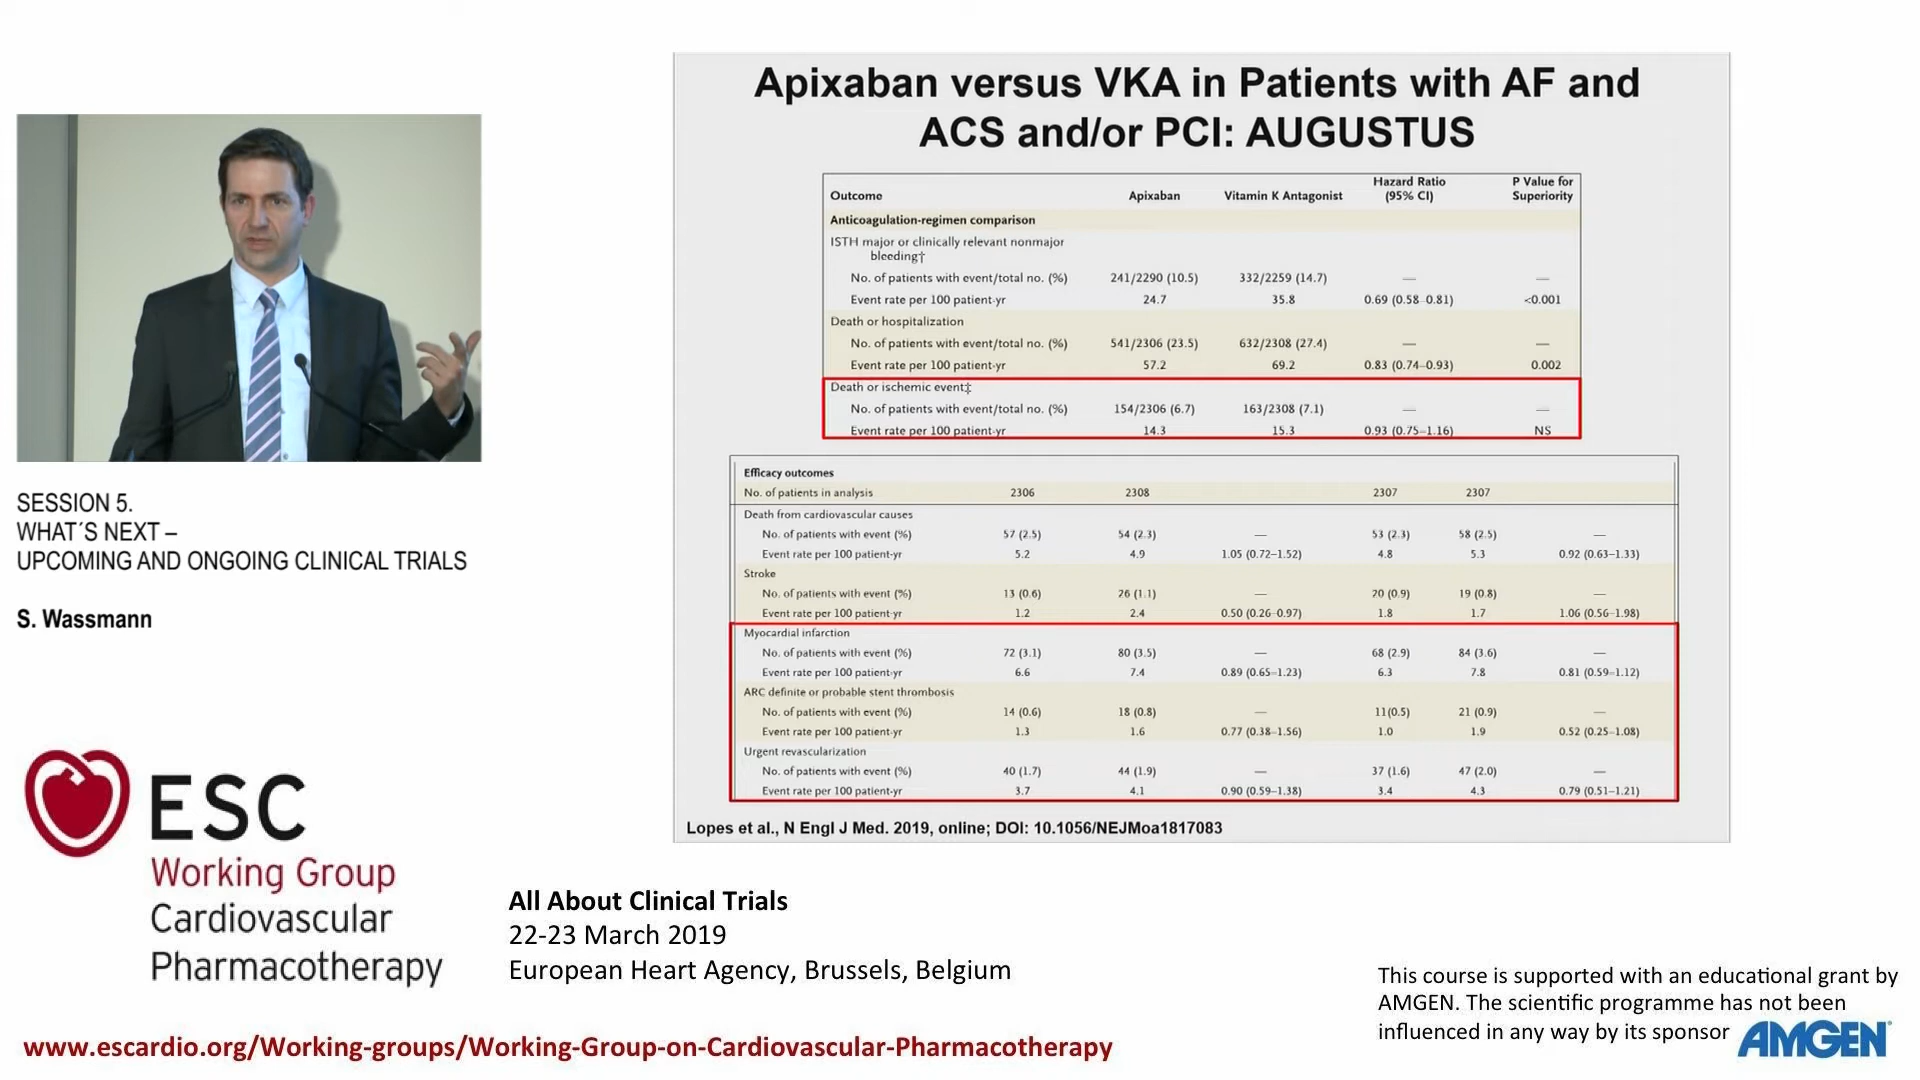 Apixaban versus VKA in Patients with AF and
ACS and/or PCI: AUGUSTUS
Outcome Apixaban Vitamin K Antagonist Hazard Ratio (95% CI) P Value for Superiority
Anticoagulation-regimen comparison
ISTH major or clinically relevant nonmajor
bleeding†
No. of patients with event/total no. (%) 241/2290 (10.5) 332/2259 (14.7) — —
Event rate per 100 patient-yr 24.7 35.8 0.69 (0.58–0.81) <0.001
Death or hospitalization
No. of patients with event/total no. (%) 541/2306 (23.5) 632/2308 (27.4) — —
Event rate per 100 patient-yr 57.2 69.2 0.83 (0.74–0.93) 0.002
Death or ischemic event‡
No. of patients with event/total no. (%) 154/2306 (6.7) 163/2308 (7.1) — —
Event rate per 100 patient-yr 14.3 15.3 0.93 (0.75–1.16) NS
Efficacy outcomes
No. of patients in analysis 2306 2308 2307 2307
Death from cardiovascular causes
No. of patients with event (%) 57 (2.5) 54 (2.3) — 53 (2.3) 58 (2.5) —
Event rate per 100 patient-yr 5.2 4.9 1.05 (0.72–1.52) 4.8 5.3 0.92 (0.63–1.33)
Stroke
No. of patients with event (%) 13 (0.6) 26 (1.1) — 20 (0.9) 19 (0.8) —
Event rate per 100 patient-yr 1.2 2.4 0.50 (0.26–0.97) 1.8 1.7 1.06 (0.56–1.98)
Myocardial infarction
No. of patients with event (%) 72 (3.1) 80 (3.5) — 68 (2.9) 84 (3.6) —
Event rate per 100 patient-yr 6.6 7.4 0.89 (0.65–1.23) 6.3 7.8 0.81 (0.59–1.12)
ARC definite or probable stent thrombosis
No. of patients with event (%) 14 (0.6) 18 (0.8) — 11(0.5) 21 (0.9) —
Event rate per 100 patient-yr 1.3 1.6 0.77 (0.38–1.56) 1.0 1.9 0.52 (0.25–1.08)
Urgent revascularization
No. of patients with event (%) 40 (1.7) 44 (1.9) — 37 (1.6) 47 (2.0) —
Event rate per 100 patient-yr 3.7 4.1 0.90 (0.59–1.38) 3.4 4.3 0.79 (0.51–1.21)
Lopes et al., N Engl J Med. 2019, online; DOI: 10.1056/NEJMoa1817083
SESSION 5.
WHAT´S NEXT –
UPCOMING AND ONGOING CLINICAL TRIALS
S. Wassmann
ESC
Working Group
Cardiovascular
Pharmacotherapy
All About Clinical Trials
22-23 March 2019
European Heart Agency, Brussels, Belgium
This course is supported with an educational grant by
AMGEN. The scientific programme has not been
influenced in any way by its sponsor AMGEN®
www.escardio.org/Working-groups/Working-Group-on-Cardiovascular-Pharmacotherapy